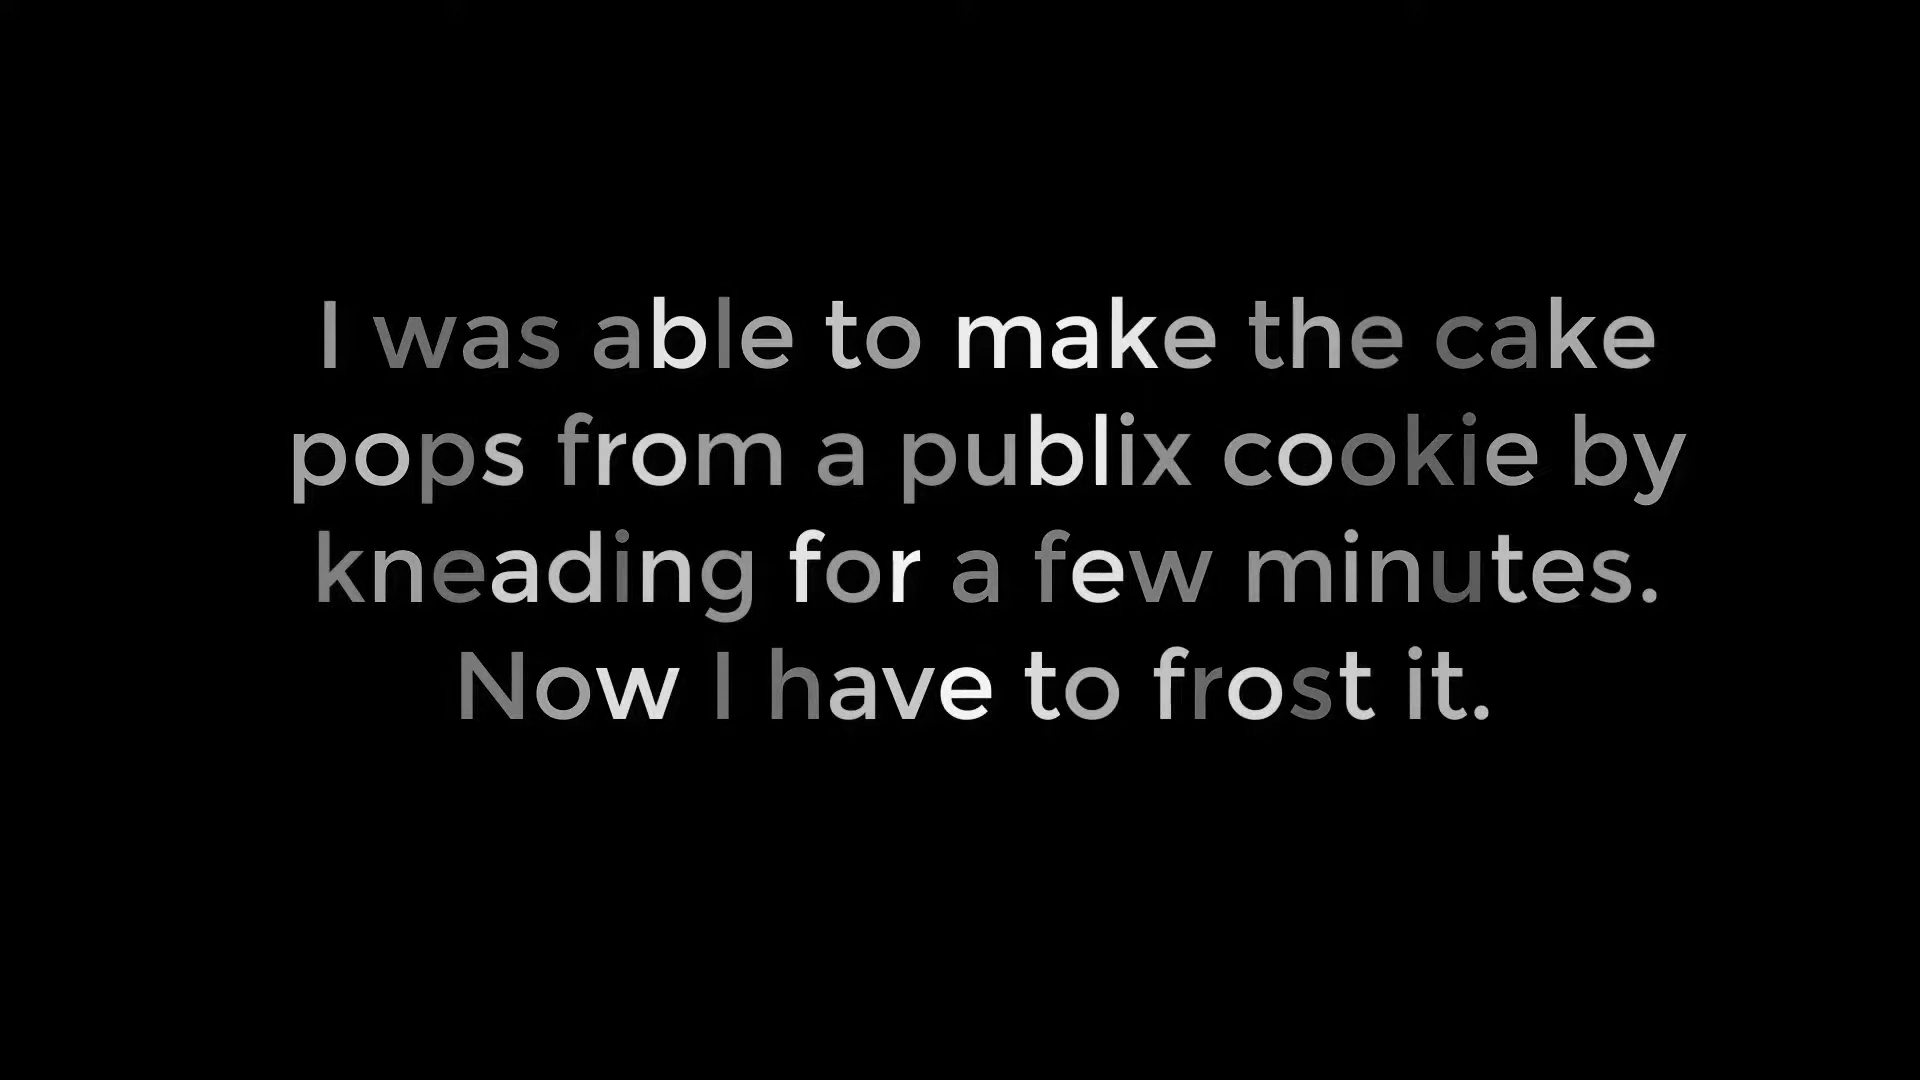 I was able to make the cake
pops from a publix cookie by
kneading for a few minutes.
Now I have to frost it.